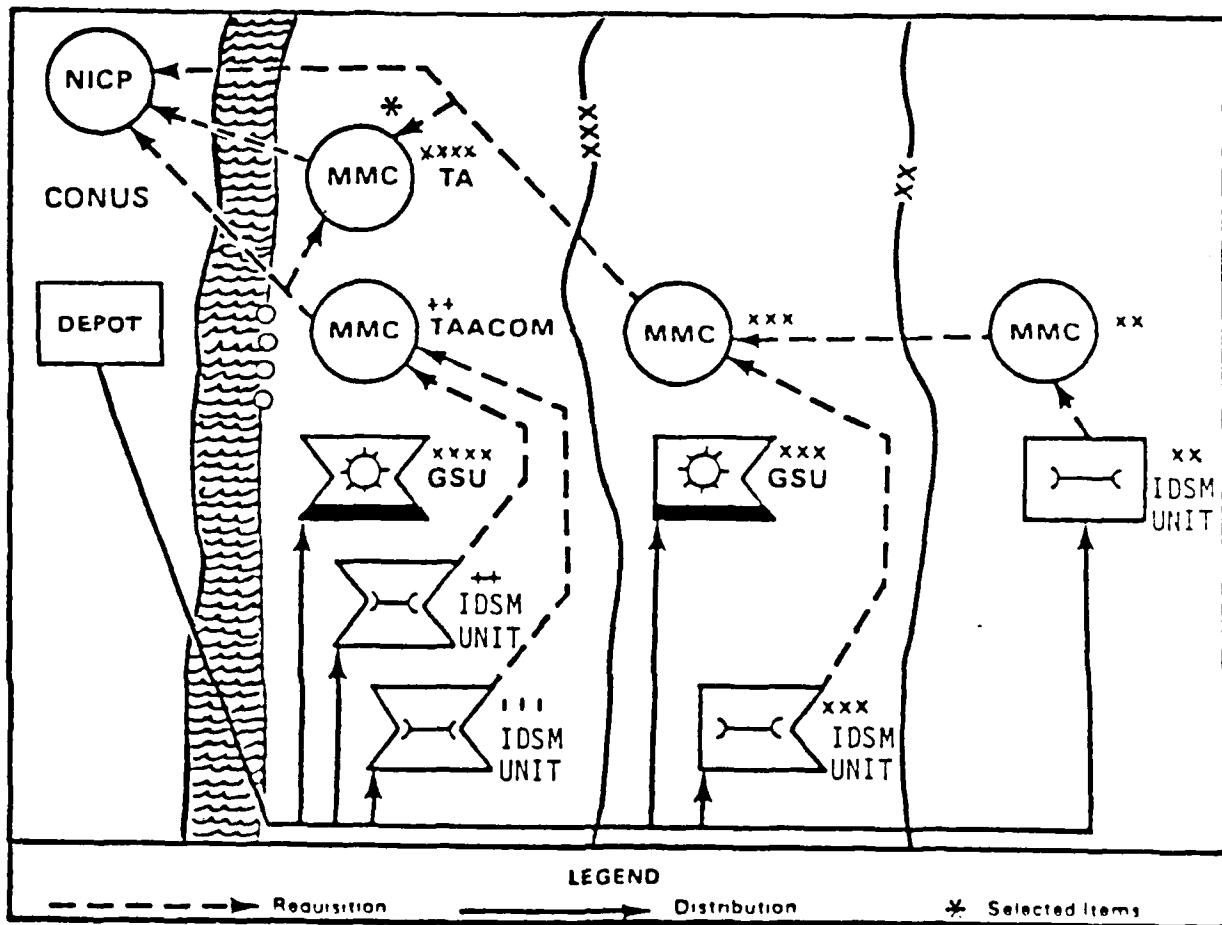 NICP
*
xxxx
MMC TA
CONUS
xxx
xx
DEPOT
++
MMC TAACOM
MMC xxx
MMC xx
xxxx
GSU
xxx
GSU
xx
IDSM
UNIT
++
IDSM
UNIT
ııı
IDSM
UNIT
xxx
IDSM
UNIT
LEGEND
Requisition
Distribution
* Selected Items